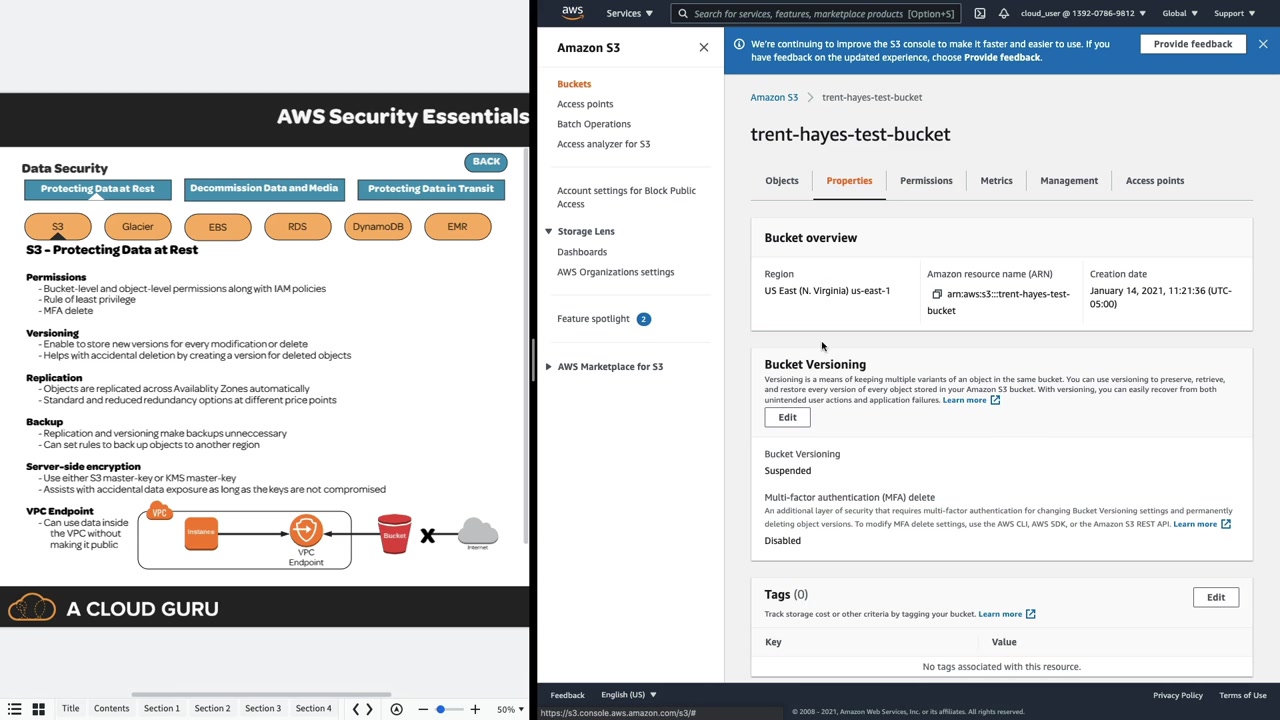 AWS Security Essentials
Data Security
BACK
Protecting Data at Rest
Decommission Data and Media
Protecting Data in Transit
S3
Glacier
EBS
RDS
DynamoDB
EMR
S3 - Protecting Data at Rest
Permissions
- Bucket-level and object-level permissions along with IAM policies
- Rule of least privilege
- MFA delete
Versioning
- Enable to store new versions for every modification or delete
- Helps with accidental deletion by creating a version for deleted objects
Replication
- Objects are replicated across Availablity Zones automatically
- Standard and reduced redundancy options at different price points
Backup
- Replication and versioning make backups unneccessary
- Can set rules to back up objects to another region
Server-side encryption
- Use either S3 master-key or KMS master-key
- Assists with accidental data exposure as long as the keys are not compromised
VPC Endpoint
- Can use data inside
the VPC without
making it public
VPC
Instance
VPC
Endpoint
Bucket
Internet
A CLOUD GURU
Title
Contents
Section 1
Section 2
Section 3
Section 4
50%
aws
Services
Search for services, features, marketplace products [Option+S]
cloud_user @ 1392-0786-9812
Global
Support
Amazon S3
Buckets
Access points
Batch Operations
Access analyzer for S3
Account settings for Block Public
Access
Storage Lens
Dashboards
AWS Organizations settings
Feature spotlight 2
AWS Marketplace for S3
We're continuing to improve the S3 console to make it faster and easier to use. If you
have feedback on the updated experience, choose Provide feedback.
Provide feedback
Amazon S3 > trent-hayes-test-bucket
trent-hayes-test-bucket
Objects
Properties
Permissions
Metrics
Management
Access points
Bucket overview
Region
US East (N. Virginia) us-east-1
Amazon resource name (ARN)
arn:aws:s3:::trent-hayes-test-
bucket
Creation date
January 14, 2021, 11:21:36 (UTC-
05:00)
Bucket Versioning
Versioning is a means of keeping multiple variants of an object in the same bucket. You can use versioning to preserve, retrieve,
and restore every version of every object stored in your Amazon S3 bucket. With versioning, you can easily recover from both
unintended user actions and application failures. Learn more
Edit
Bucket Versioning
Suspended
Multi-factor authentication (MFA) delete
An additional layer of security that requires multi-factor authentication for changing Bucket Versioning settings and permanently
deleting object versions. To modify MFA delete settings, use the AWS CLI, AWS SDK, or the Amazon S3 REST API. Learn more
Disabled
Tags (0)
Edit
Track storage cost or other criteria by tagging your bucket. Learn more
Key
Value
No tags associated with this resource.
Feedback
English (US)
Privacy Policy
Terms of Use
https://s3.console.aws.amazon.com/s3/#
© 2008 - 2021, Amazon Web Services, Inc. or its affiliates. All rights reserved.